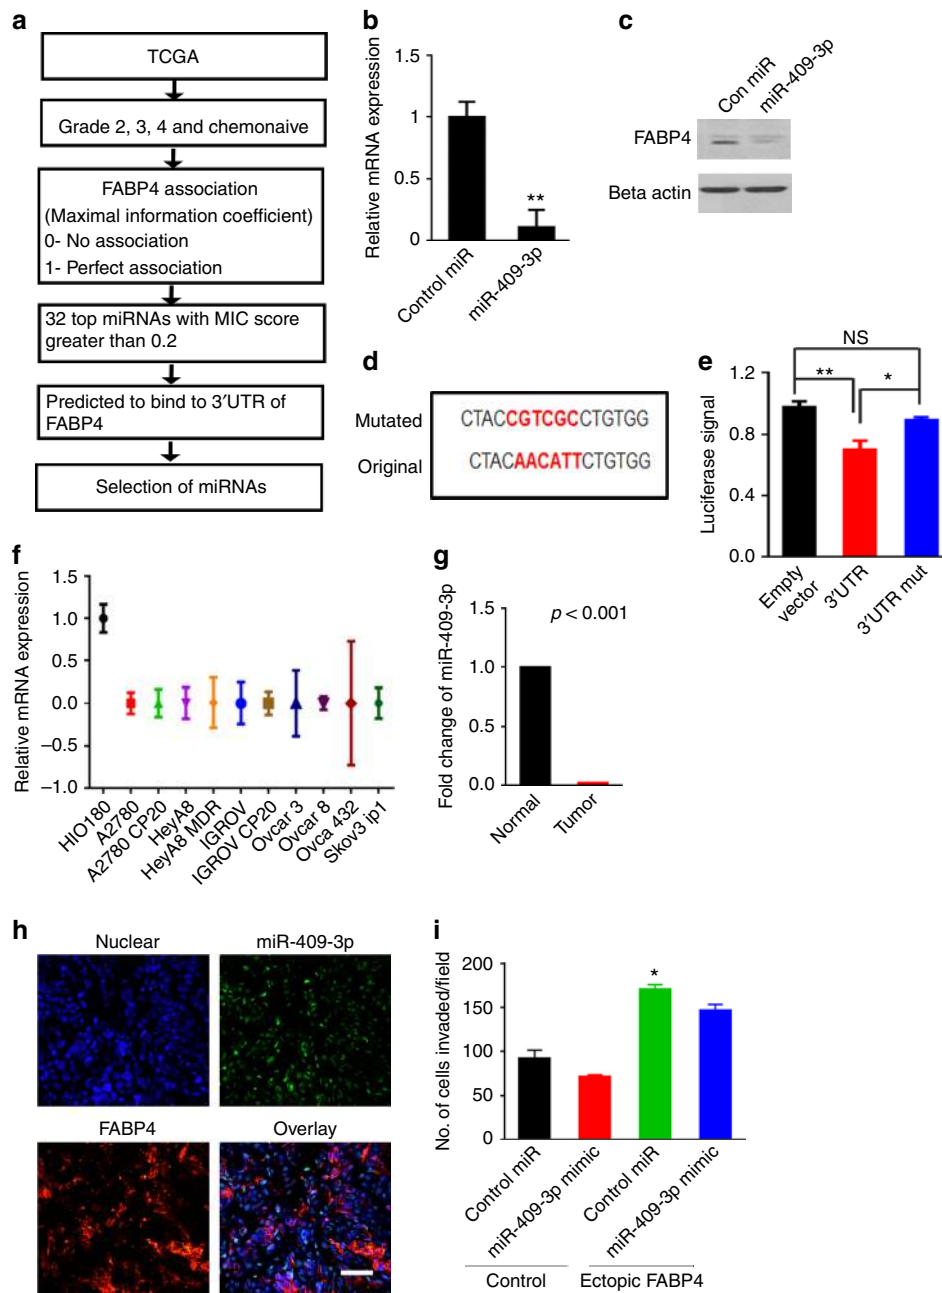 a
TCGA
Grade 2, 3, 4 and chemonaive
FABP4 association
(Maximal information coefficient)
0- No association
1- Perfect association
32 top miRNAs with MIC score
greater than 0.2
Predicted to bind to 3′UTR of
FABP4
Selection of miRNAs
b
Relative mRNA expression
1.5
1
0.5
0
**
Control miR
miR-409-3p
c
Con miR
miR-409-3p
FABP4
Beta actin
d
Mutated
CTACCGTCGCCTGTGG
Original
CTACAACATTCTGTGG
e
NS
**
*
Luciferase signal
1.2
0.8
0.4
0.0
Empty
vector
3′UTR
3′UTR mut
f
Relative mRNA expression
1.5
1.0
0.5
0.0
−0.5
−1.0
HIO180
A2780
A2780 CP20
HeyA8
HeyA8 MDR
IGROV
IGROV CP20
Ovcar 3
Ovcar 8
Ovca 432
Skov3 ip1
g
Fold change of miR-409-3p
1.5
1.0
0.5
0.0
p < 0.001
Normal
Tumor
h
Nuclear
miR-409-3p
FABP4
Overlay
i
No. of cells invaded/field
200
150
100
50
0
*
Control miR
miR-409-3p mimic
Control miR
miR-409-3p mimic
Control
Ectopic FABP4